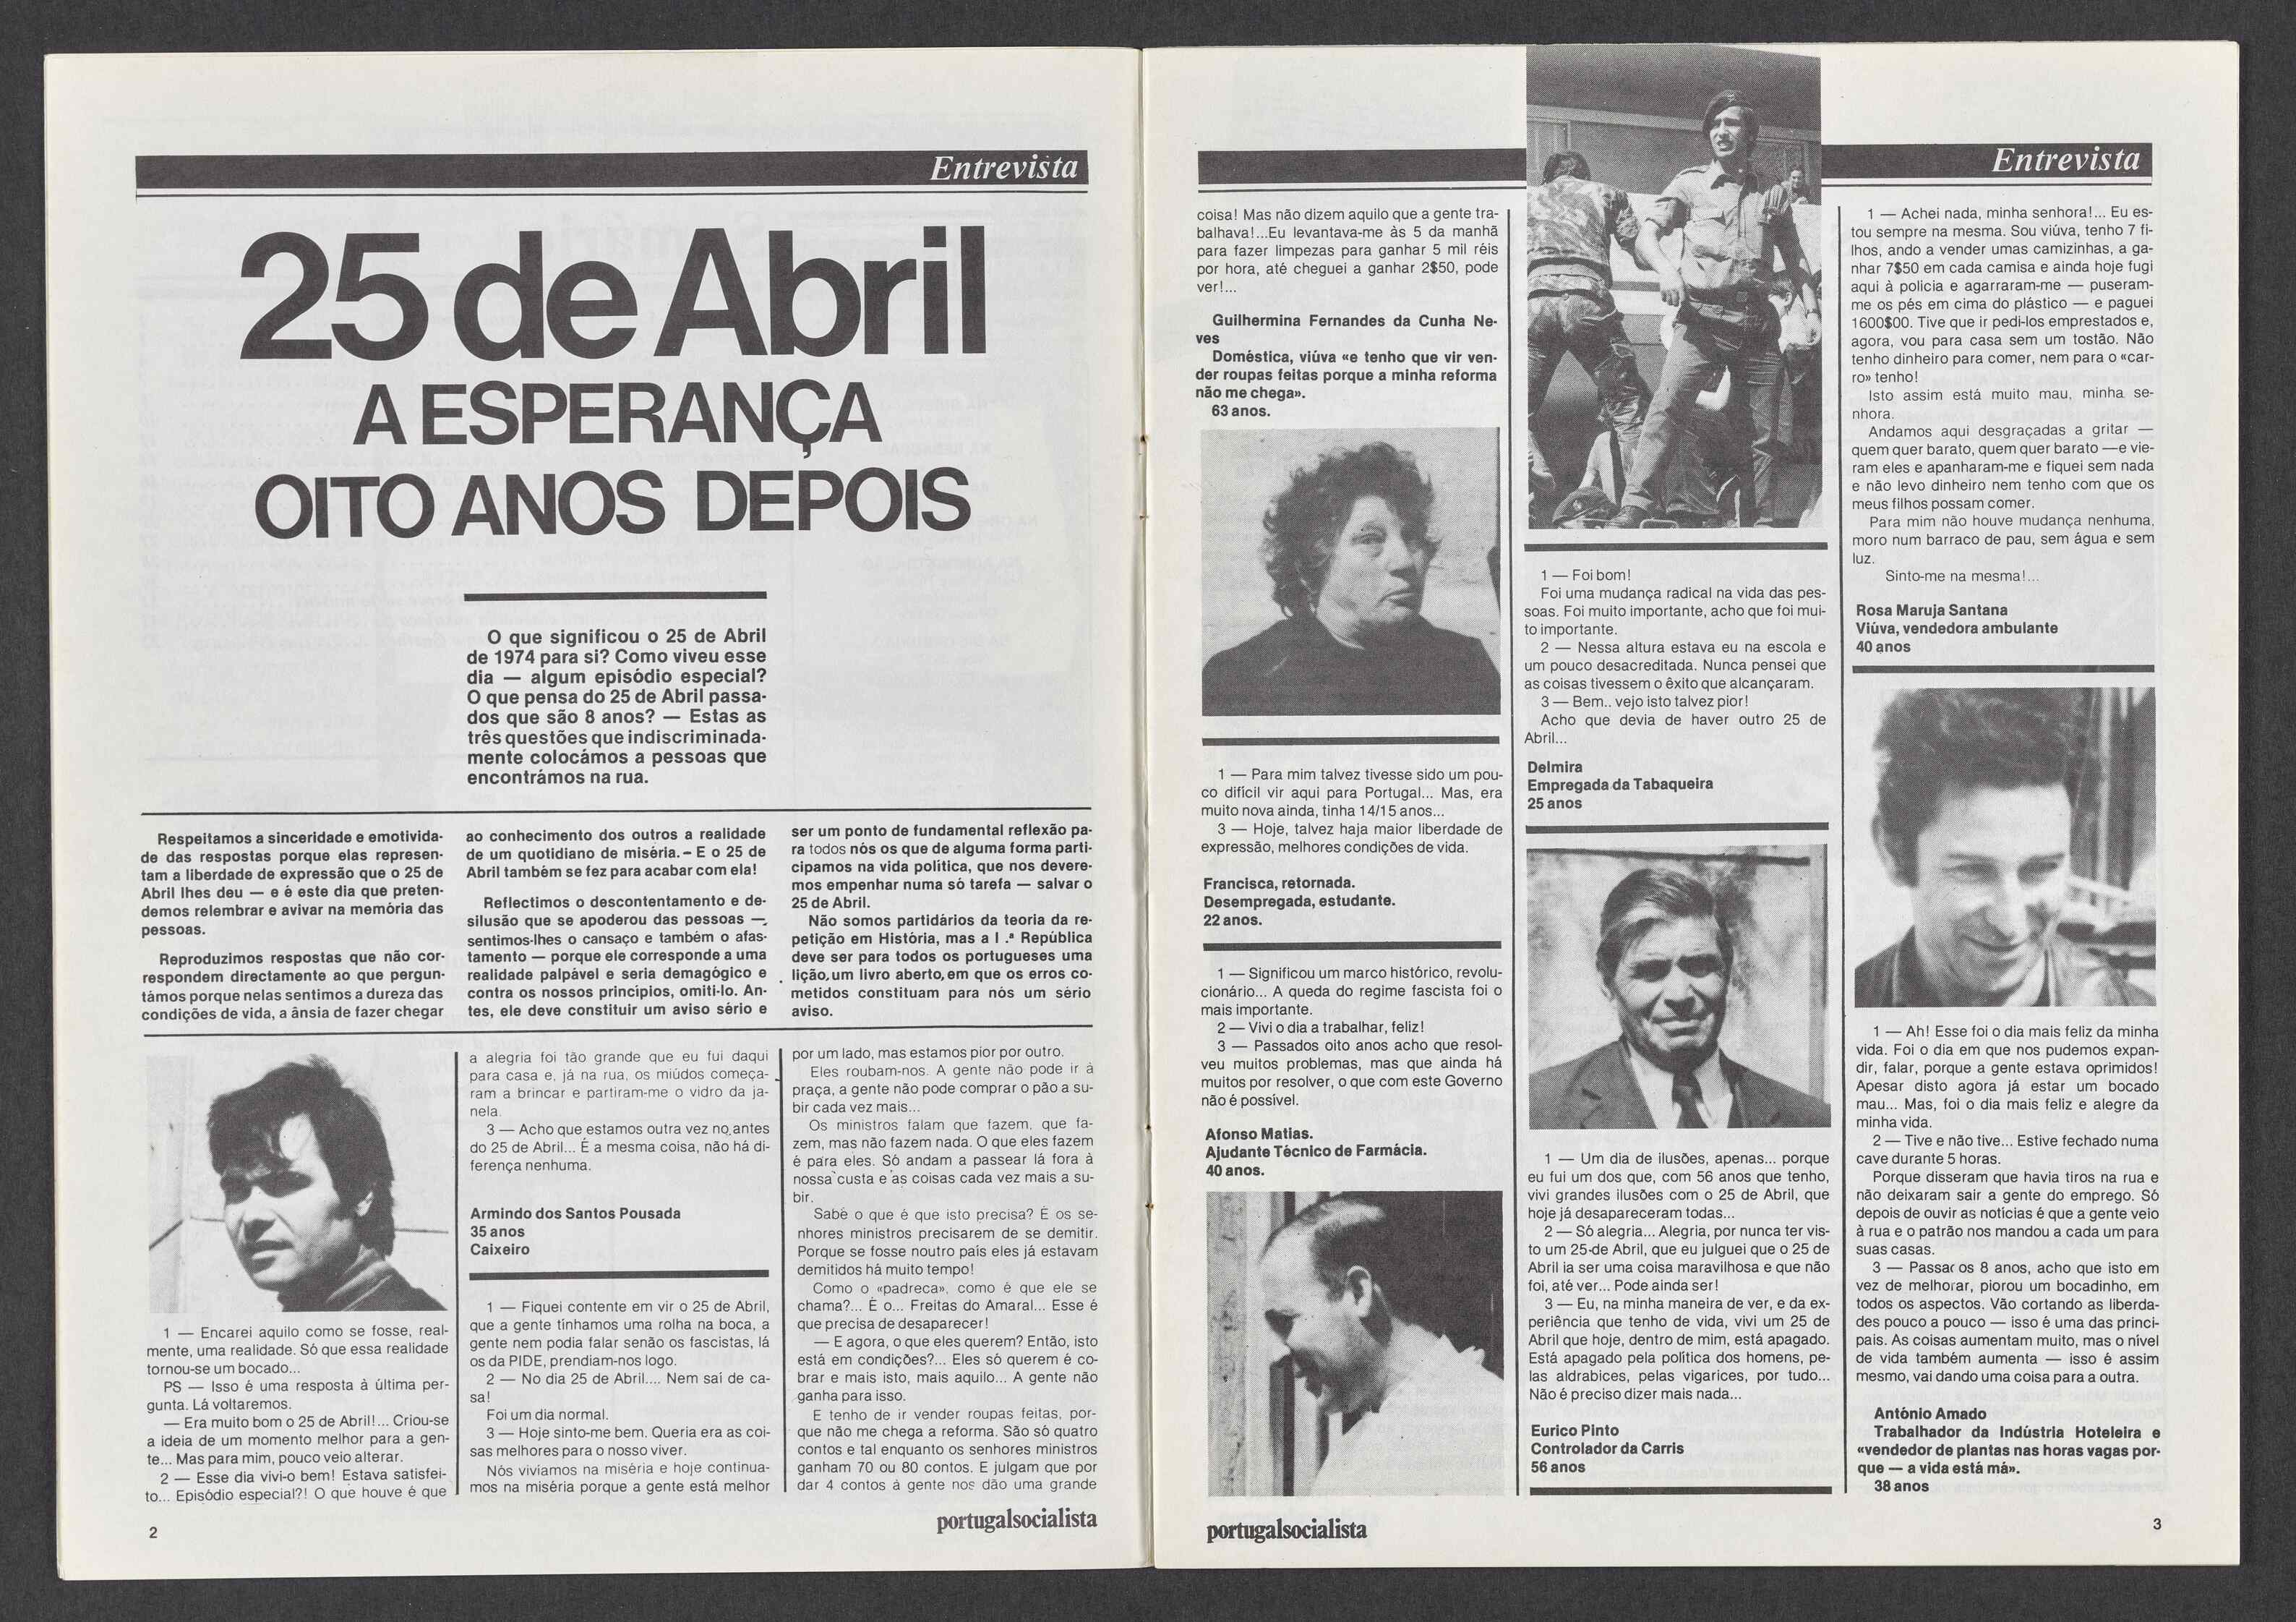 Entrevista
25 de Abril
A ESPERANÇA
OITO ANOS DEPOIS
O que significou o 25 de Abril
de 1974 para si? Como viveu esse
dia — algum episódio especial?
O que pensa do 25 de Abril passa-
dos que são 8 anos? — Estas as
três questões que indiscriminada-
mente colocámos a pessoas que
encontrámos na rua.
Respeitamos a sinceridade e emotivida-
de das respostas porque elas represen-
tam a liberdade de expressão que o 25 de
Abril lhes deu — e é este dia que preten-
demos relembrar e avivar na memória das
pessoas.
Reproduzimos respostas que não cor-
respondem directamente ao que pergun-
támos porque nelas sentimos a dureza das
condições de vida, a ânsia de fazer chegar
ao conhecimento dos outros a realidade
de um quotidiano de miséria. – E o 25 de
Abril também se fez para acabar com ela!
Reflectimos o descontentamento e de-
silusão que se apoderou das pessoas —,
sentimos-lhes o cansaço e também o afas-
tamento — porque ele corresponde a uma
realidade palpável e seria demagógico e
contra os nossos princípios, omiti-lo. An-
tes, ele deve constituir um aviso sério e
ser um ponto de fundamental reflexão pa-
ra todos nós os que de alguma forma parti-
cipamos na vida política, que nos devere-
mos empenhar numa só tarefa — salvar o
25 de Abril.
Não somos partidários da teoria da re-
petição em História, mas a I .ª República
deve ser para todos os portugueses uma
lição, um livro aberto, em que os erros co-
metidos constituam para nós um sério
aviso.
1 — Encarei aquilo como se fosse, real-
mente, uma realidade. Só que essa realidade
tornou-se um bocado...
PS — Isso é uma resposta à última per-
gunta. Lá voltaremos.
— Era muito bom o 25 de Abril!... Criou-se
a ideia de um momento melhor para a gen-
te... Mas para mim, pouco veio alterar.
2 — Esse dia vivi-o bem! Estava satisfei-
to... Episódio especial?! O que houve é que
a alegria foi tão grande que eu fui daqui
para casa e, já na rua, os miúdos começa-
ram a brincar e partiram-me o vidro da ja-
nela.
3 — Acho que estamos outra vez no antes
do 25 de Abril... É a mesma coisa, não há di-
ferença nenhuma.
Armindo dos Santos Pousada
35 anos
Caixeiro
1 — Fiquei contente em vir o 25 de Abril,
que a gente tínhamos uma rolha na boca, a
gente nem podia falar senão os fascistas, lá
os da PIDE, prendiam-nos logo.
2 — No dia 25 de Abril.... Nem saí de ca-
sa!
Foi um dia normal.
3 — Hoje sinto-me bem. Queria era as coi-
sas melhores para o nosso viver.
Nós vivíamos na miséria e hoje continua-
mos na miséria porque a gente está melhor
por um lado, mas estamos pior por outro.
Eles roubam-nos. A gente não pode ir à
praça, a gente não pode comprar o pão a su-
bir cada vez mais...
Os ministros falam que fazem, que fa-
zem, mas não fazem nada. O que eles fazem
é para eles. Só andam a passear lá fora à
nossa custa e as coisas cada vez mais a su-
bir.
Sabe o que é que isto precisa? É os se-
nhores ministros precisarem de se demitir.
Porque se fosse noutro país eles já estavam
demitidos há muito tempo!
Como o «padreca», como é que ele se
chama?... É o... Freitas do Amaral... Esse é
que precisa de desaparecer!
— E agora, o que eles querem? Então, isto
está em condições?... Eles só querem é co-
brar e mais isto, mais aquilo... A gente não
ganha para isso.
E tenho de ir vender roupas feitas, por-
que não me chega a reforma. São só quatro
contos e tal enquanto os senhores ministros
ganham 70 ou 80 contos. E julgam que por
dar 4 contos à gente nos dão uma grande
2
portugalsocialista
Entrevista
coisa! Mas não dizem aquilo que a gente tra-
balhava!...Eu levantava-me às 5 da manhã
para fazer limpezas para ganhar 5 mil réis
por hora, até cheguei a ganhar 2$50, pode
ver!...
Guilhermina Fernandes da Cunha Ne-
ves
Doméstica, viúva «e tenho que vir ven-
der roupas feitas porque a minha reforma
não me chega».
63 anos.
1 — Para mim talvez tivesse sido um pou-
co difícil vir aqui para Portugal... Mas, era
muito nova ainda, tinha 14/15 anos...
3 — Hoje, talvez haja maior liberdade de
expressão, melhores condições de vida.
Francisca, retornada.
Desempregada, estudante.
22 anos.
1 — Significou um marco histórico, revolu-
cionário... A queda do regime fascista foi o
mais importante.
2 — Vivi o dia a trabalhar, feliz!
3 — Passados oito anos acho que resol-
veu muitos problemas, mas que ainda há
muitos por resolver, o que com este Governo
não é possível.
Afonso Matias.
Ajudante Técnico de Farmácia.
40 anos.
1 — Foi bom!
Foi uma mudança radical na vida das pes-
soas. Foi muito importante, acho que foi mui-
to importante.
2 — Nessa altura estava eu na escola e
um pouco desacreditada. Nunca pensei que
as coisas tivessem o êxito que alcançaram.
3 — Bem.. vejo isto talvez pior!
Acho que devia de haver outro 25 de
Abril...
Delmira
Empregada da Tabaqueira
25 anos
1 — Um dia de ilusões, apenas... porque
eu fui um dos que, com 56 anos que tenho,
vivi grandes ilusões com o 25 de Abril, que
hoje já desapareceram todas...
2 — Só alegria... Alegria, por nunca ter vis-
to um 25 de Abril, que eu julguei que o 25 de
Abril ia ser uma coisa maravilhosa e que não
foi, até ver... Pode ainda ser!
3 — Eu, na minha maneira de ver, e da ex-
periência que tenho de vida, vivi um 25 de
Abril que hoje, dentro de mim, está apagado.
Está apagado pela política dos homens, pe-
las aldrabices, pelas vigarices, por tudo...
Não é preciso dizer mais nada...
Eurico Pinto
Controlador da Carris
56 anos
1 — Achei nada, minha senhora!... Eu es-
tou sempre na mesma. Sou viúva, tenho 7 fi-
lhos, ando a vender umas camizinhas, a ga-
nhar 7$50 em cada camisa e ainda hoje fugi
aqui à policia e agarraram-me — puseram-
me os pés em cima do plástico — e paguei
1600$00. Tive que ir pedi-los emprestados e,
agora, vou para casa sem um tostão. Não
tenho dinheiro para comer, nem para o «car-
ro» tenho!
Isto assim está muito mau, minha se-
nhora.
Andamos aqui desgraçadas a gritar —
quem quer barato, quem quer barato —e vie-
ram eles e apanharam-me e fiquei sem nada
e não levo dinheiro nem tenho com que os
meus filhos possam comer.
Para mim não houve mudança nenhuma,
moro num barraco de pau, sem água e sem
luz.
Sinto-me na mesma!...
Rosa Maruja Santana
Viúva, vendedora ambulante
40 anos
1 — Ah! Esse foi o dia mais feliz da minha
vida. Foi o dia em que nos pudemos expan-
dir, falar, porque a gente estava oprimidos!
Apesar disto agora já estar um bocado
mau... Mas, foi o dia mais feliz e alegre da
minha vida.
2 — Tive e não tive... Estive fechado numa
cave durante 5 horas.
Porque disseram que havia tiros na rua e
não deixaram sair a gente do emprego. Só
depois de ouvir as notícias é que a gente veio
à rua e o patrão nos mandou a cada um para
suas casas.
3 — Passados 8 anos, acho que isto em
vez de melhorar, piorou um bocadinho, em
todos os aspectos. Vão cortando as liberda-
des pouco a pouco — isso é uma das princi-
pais. As coisas aumentam muito, mas o nível
de vida também aumenta — isso é assim
mesmo, vai dando uma coisa para a outra.
António Amado
Trabalhador da Indústria Hoteleira e
«vendedor de plantas nas horas vagas por-
que — a vida está má».
38 anos
portugalsocialista
3